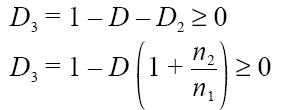 D₃ = 1 − D − D₂ ≥ 0
D₃ = 1 − D (1 + n₂/n₁) ≥ 0